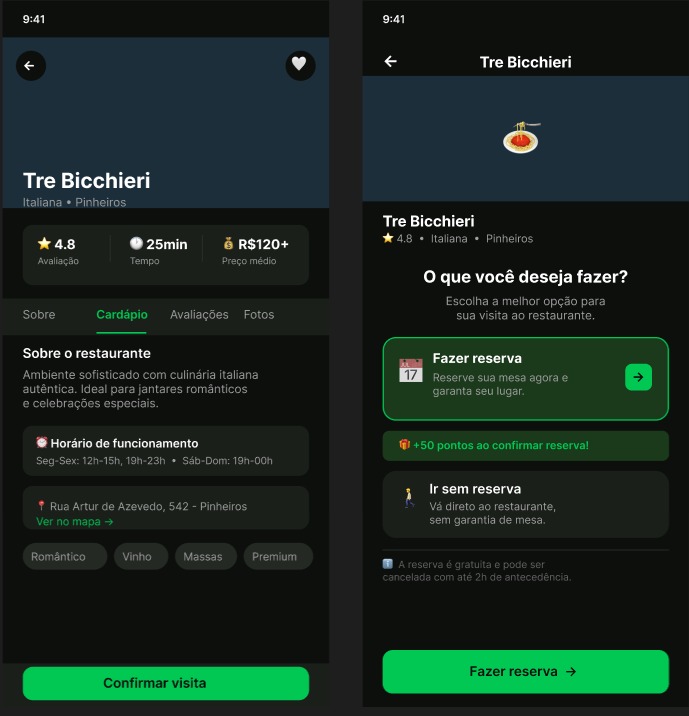 9:41
Tre Bicchieri
Italiana • Pinheiros
4.8
Avaliação
25min
Tempo
R$120+
Preço médio
Sobre
Cardápio
Avaliações
Fotos
Sobre o restaurante
Ambiente sofisticado com culinária italiana
autêntica. Ideal para jantares românticos
e celebrações especiais.
Horário de funcionamento
Seg-Sex: 12h-15h, 19h-23h • Sáb-Dom: 19h-00h
Rua Artur de Azevedo, 542 - Pinheiros
Ver no mapa →
Romântico
Vinho
Massas
Premium
Confirmar visita
9:41
Tre Bicchieri
Tre Bicchieri
4.8 • Italiana • Pinheiros
O que você deseja fazer?
Escolha a melhor opção para
sua visita ao restaurante.
17
Fazer reserva
Reserve sua mesa agora e
garanta seu lugar.
+50 pontos ao confirmar reserva!
Ir sem reserva
Vá direto ao restaurante,
sem garantia de mesa.
A reserva é gratuita e pode ser
cancelada com até 2h de antecedência.
Fazer reserva →